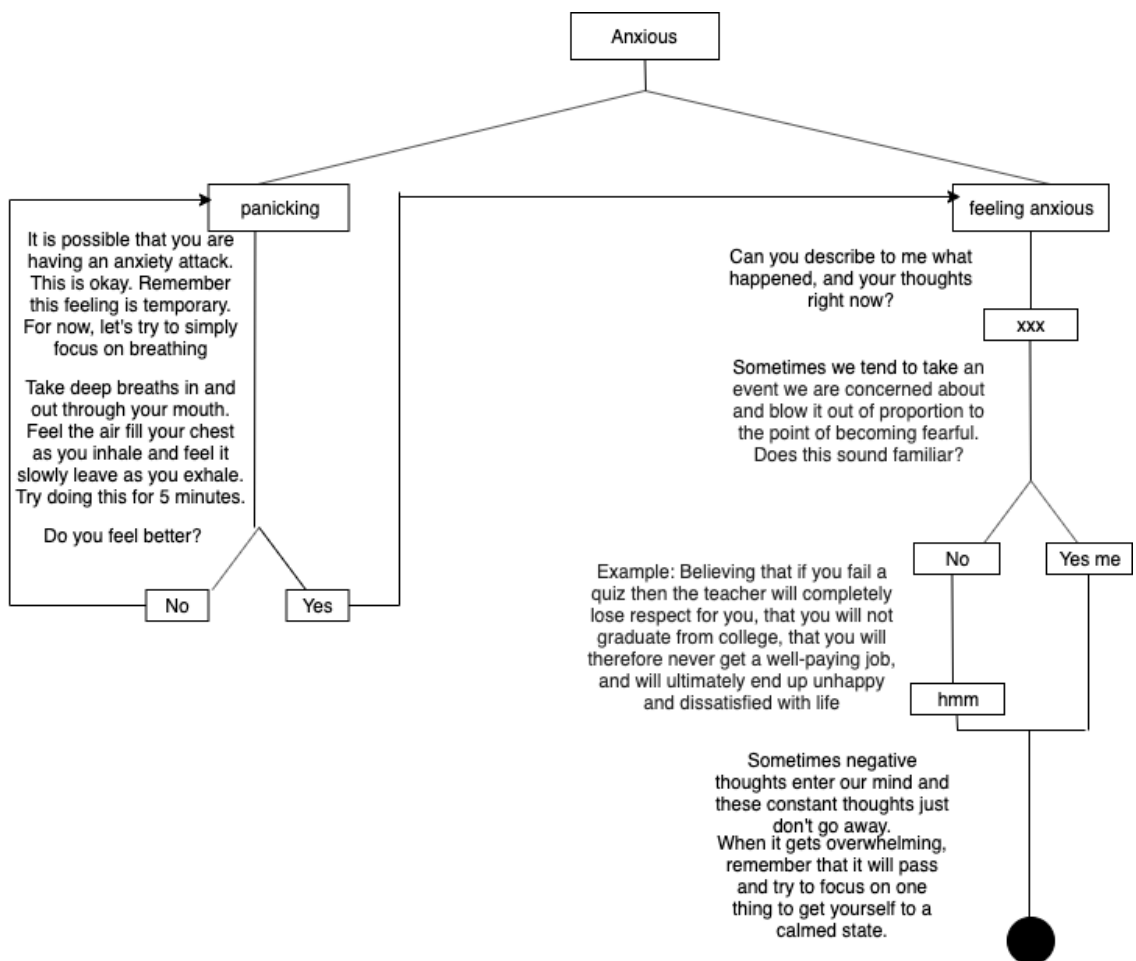 Anxious
panicking
It is possible that you are
having an anxiety attack.
This is okay. Remember
this feeling is temporary.
For now, let's try to simply
focus on breathing
Take deep breaths in and
out through your mouth.
Feel the air fill your chest
as you inhale and feel it
slowly leave as you exhale.
Try doing this for 5 minutes.
Do you feel better?
No
Yes
feeling anxious
Can you describe to me what
happened, and your thoughts
right now?
xxx
Sometimes we tend to take an
event we are concerned about
and blow it out of proportion to
the point of becoming fearful.
Does this sound familiar?
No
Yes me
Example: Believing that if you fail a
quiz then the teacher will completely
lose respect for you, that you will not
graduate from college, that you will
therefore never get a well-paying job,
and will ultimately end up unhappy
and dissatisfied with life
hmm
Sometimes negative
thoughts enter our mind and
these constant thoughts just
don't go away.
When it gets overwhelming,
remember that it will pass
and try to focus on one
thing to get yourself to a
calmed state.